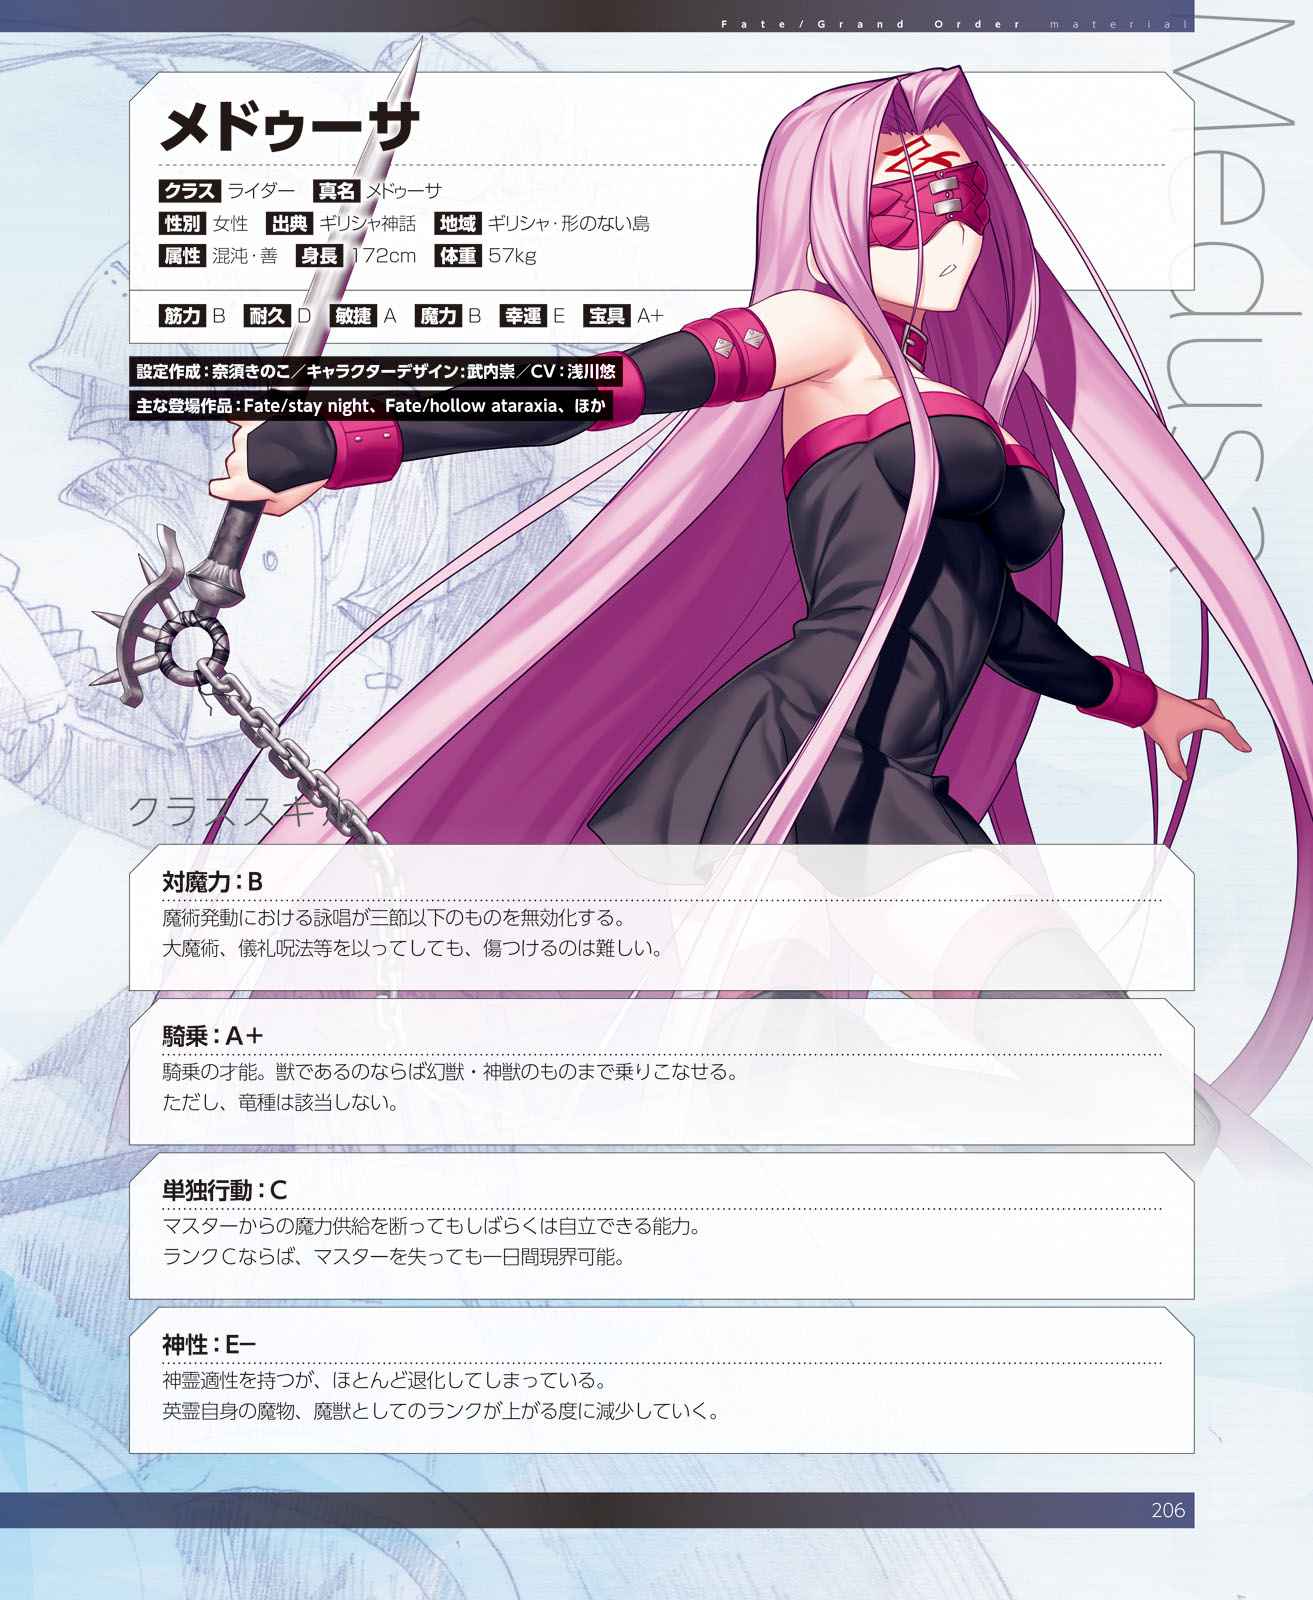 Fate/Grand Order material
Medusa
メドゥーサ
クラス ライダー 真名 メドゥーサ
性別 女性 出典 ギリシャ神話 地域 ギリシャ・形のない島
属性 混沌・善 身長 172cm 体重 57kg
筋力 B 耐久 D 敏捷 A 魔力 B 幸運 E 宝具 A+
設定作成：奈須きのこ／キャラクターデザイン：武内崇／CV：浅川悠
主な登場作品：Fate/stay night、Fate/hollow ataraxia、ほか
クラススキル
対魔力：B
魔術発動における詠唱が三節以下のものを無効化する。
大魔術、儀礼呪法等を以ってしても、傷つけるのは難しい。
騎乗：A＋
騎乗の才能。獣であるのならば幻獣・神獣のものまで乗りこなせる。
ただし、竜種は該当しない。
単独行動：C
マスターからの魔力供給を断ってもしばらくは自立できる能力。
ランクＣならば、マスターを失っても一日間現界可能。
神性：E－
神霊適性を持つが、ほとんど退化してしまっている。
英霊自身の魔物、魔獣としてのランクが上がる度に減少していく。
206